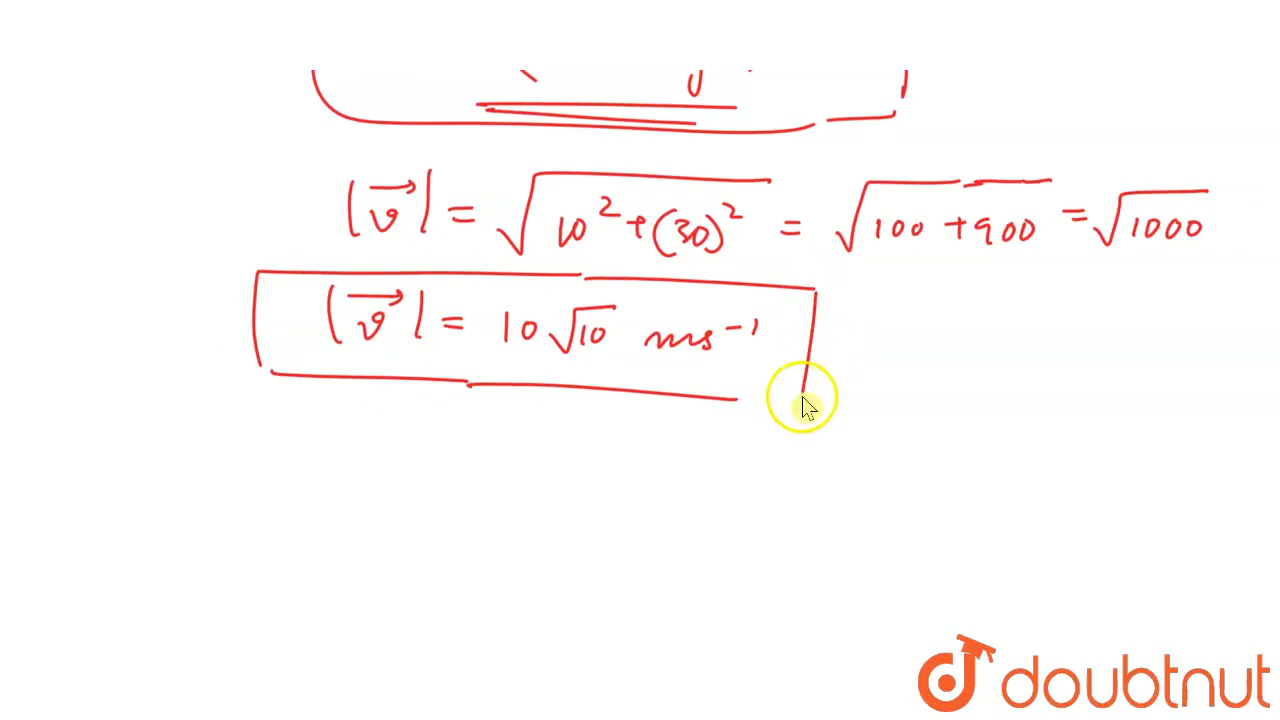 |v⃗| = √(10² + (30)²) = √(100 + 900) = √1000
|v⃗| = 10√10 ms⁻¹
doubtnut